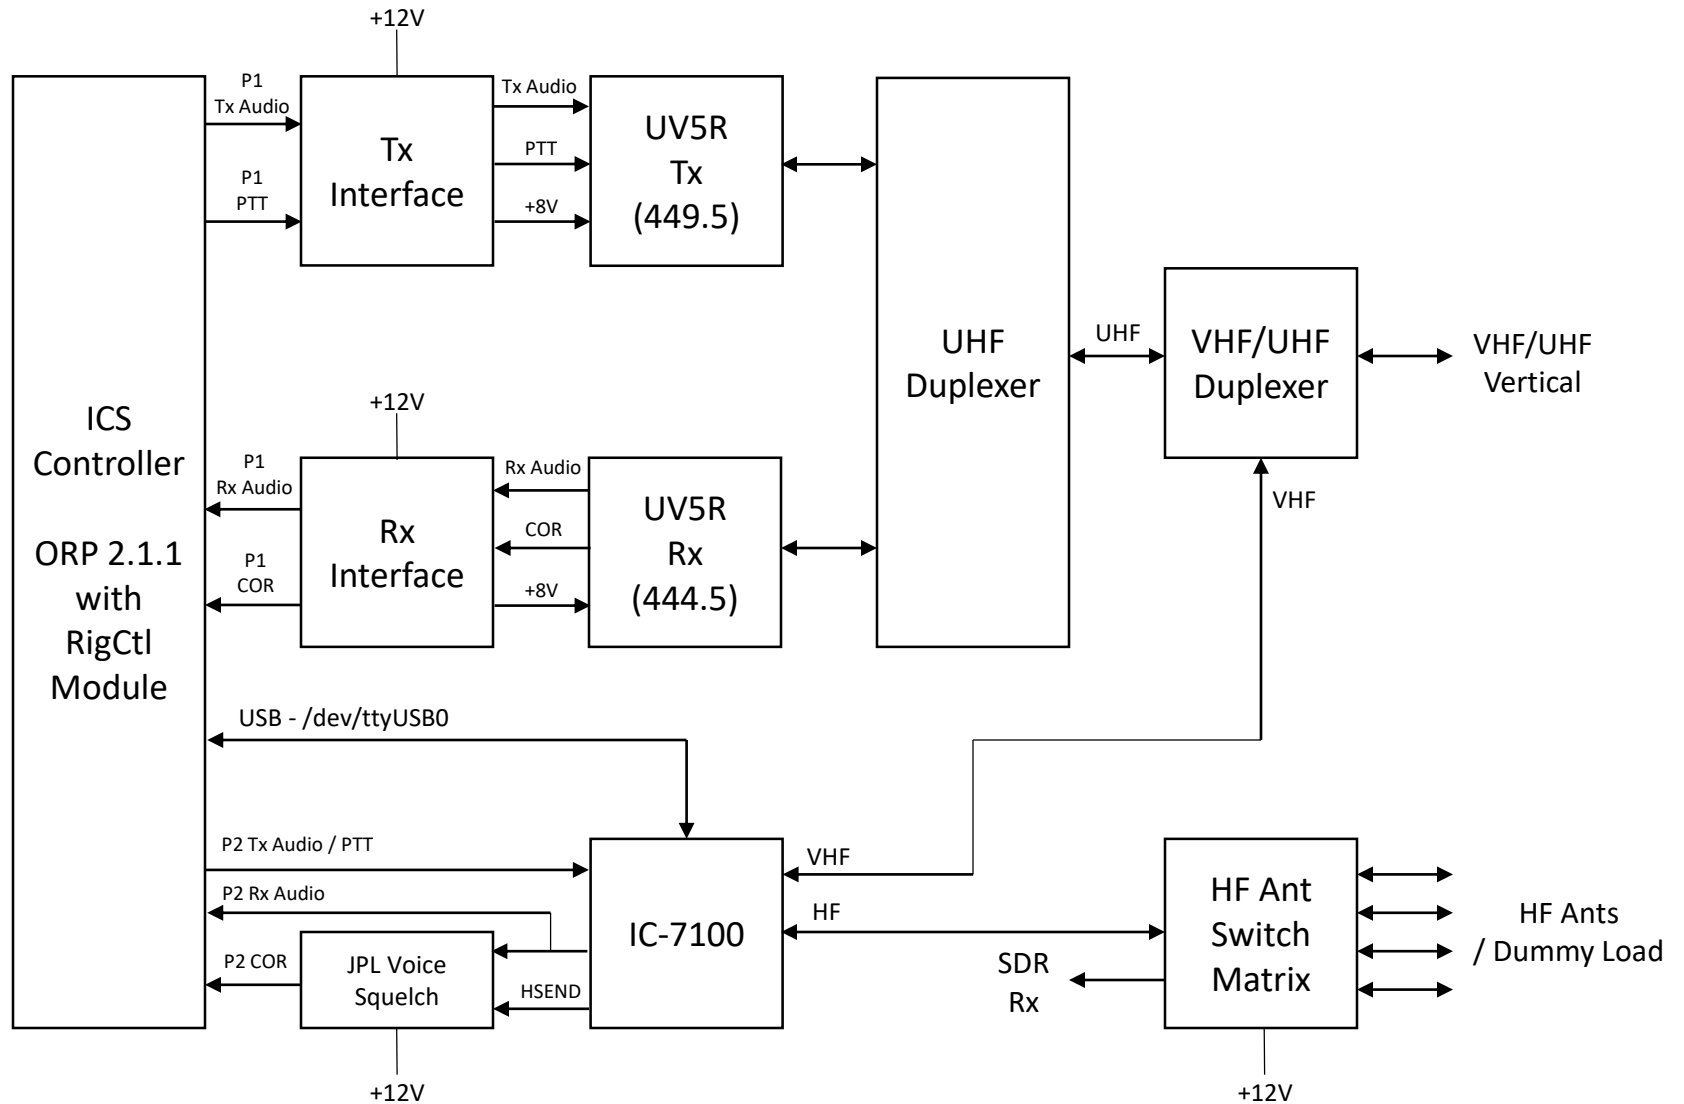 +12V
P1
Tx Audio
P1
PTT
Tx
Interface
Tx Audio
PTT
+8V
UV5R
Tx
(449.5)
UHF
Duplexer
UHF
VHF/UHF
Duplexer
VHF/UHF
Vertical
VHF
ICS
Controller
ORP 2.1.1
with
RigCtl
Module
+12V
P1
Rx Audio
P1
COR
Rx
Interface
Rx Audio
COR
+8V
UV5R
Rx
(444.5)
USB - /dev/ttyUSB0
P2 Tx Audio / PTT
P2 Rx Audio
P2 COR
JPL Voice
Squelch
HSEND
+12V
IC-7100
VHF
HF
SDR
Rx
HF Ant
Switch
Matrix
HF Ants
/ Dummy Load
+12V